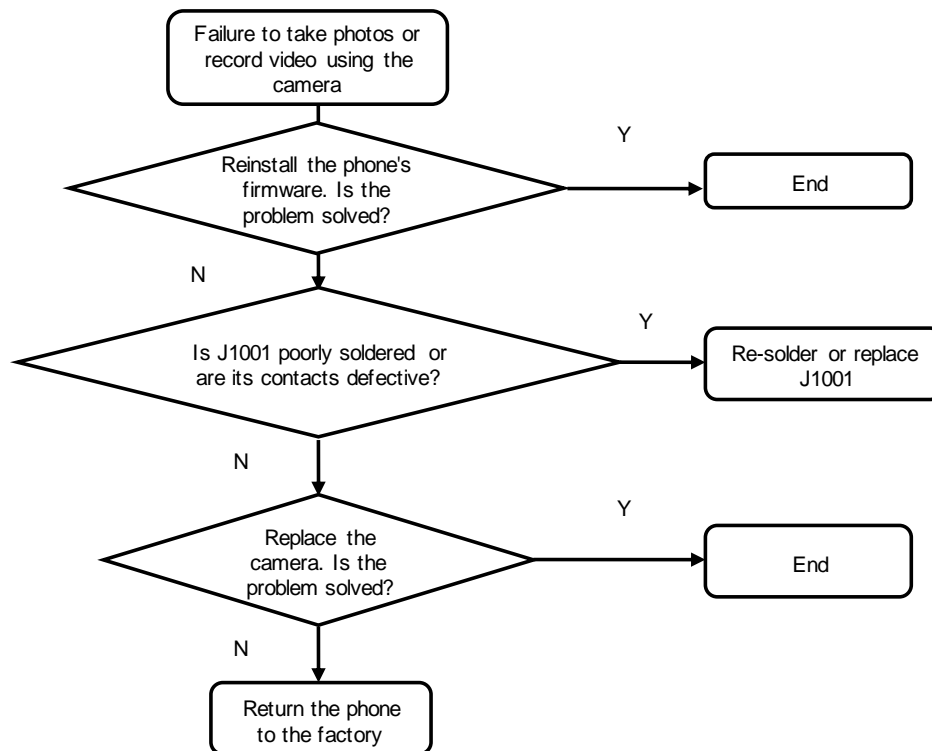 Failure to take photos or
record video using the
camera
Y
Reinstall the phone's
firmware. Is the
problem solved?
End
N
Y
Is J1001 poorly soldered or
are its contacts defective?
Re-solder or replace
J1001
N
Y
Replace the
camera. Is the
problem solved?
End
N
Return the phone
to the factory